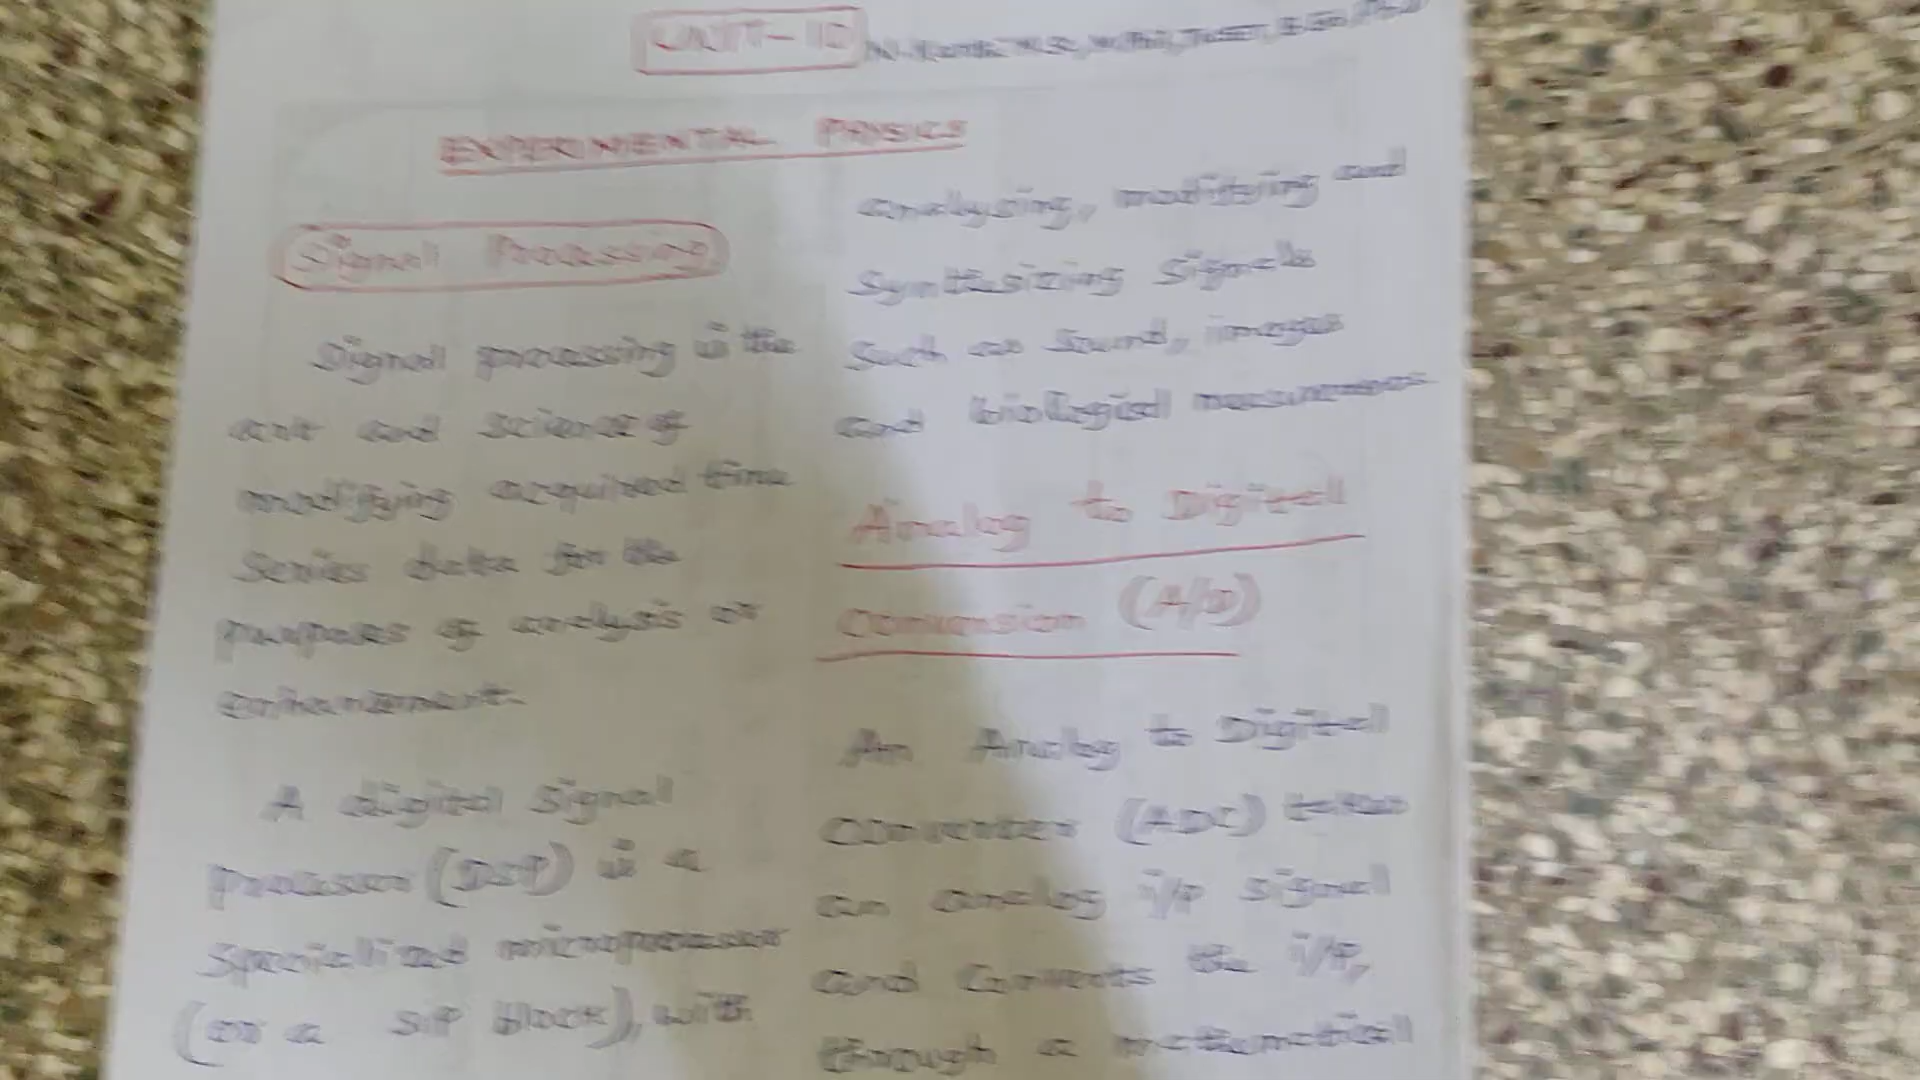 UNIT-10
EXPERIMENTAL PHYSICS
Signal Processing
Signal processing is the
art and science of
modifying acquired time
series data for the
purposes of analysis or
enhancement.
A digital signal
processor (DSP) is a
specialized microprocessor
(or a SIP block), with
analysing, modifying and
synthesizing signals
such as sound, images
and biological measurements
Analog to Digital
Conversion (A/D)
An Analog to Digital
Converter (ADC) takes
an analog i/p signal
and converts the i/p,
through a mathematical